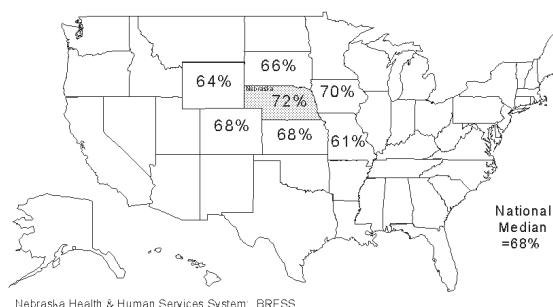 66%
64%
Nebraska
72%
70%
68%
68%
61%
National
Median
=68%
Nebraska Health & Human Services System: BRFSS